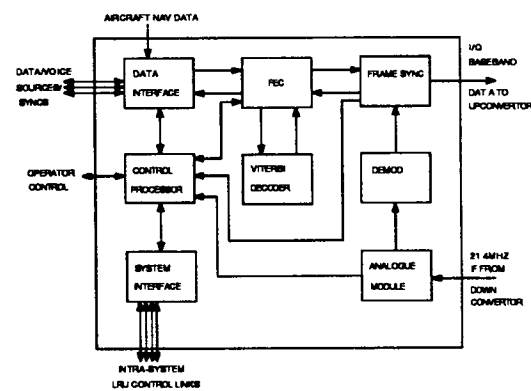 AIRCRAFT NAV DATA
DATA/VOICE
SOURCES/
SYNCS
DATA
INTERFACE
FEC
FRAME SYNC
I/Q
BASEBAND
DATA TO
UPCONVERTOR
OPERATOR
CONTROL
CONTROL
PROCESSOR
VITERBI
DECODER
DEMOD
SYSTEM
INTERFACE
ANALOGUE
MODULE
21 4MHZ
IF FROM
DOWN
CONVERTOR
INTRA-SYSTEM
LRU CONTROL LINKS